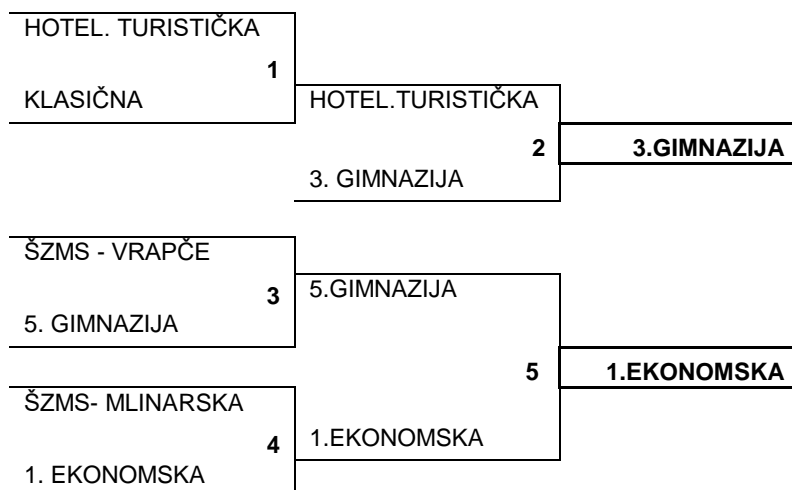 HOTEL. TURISTIČKA
1
KLASIČNA
HOTEL.TURISTIČKA
2
3.GIMNAZIJA
3. GIMNAZIJA
ŠZMS - VRAPČE
3
5.GIMNAZIJA
5. GIMNAZIJA
5
1.EKONOMSKA
ŠZMS- MLINARSKA
4
1.EKONOMSKA
1. EKONOMSKA